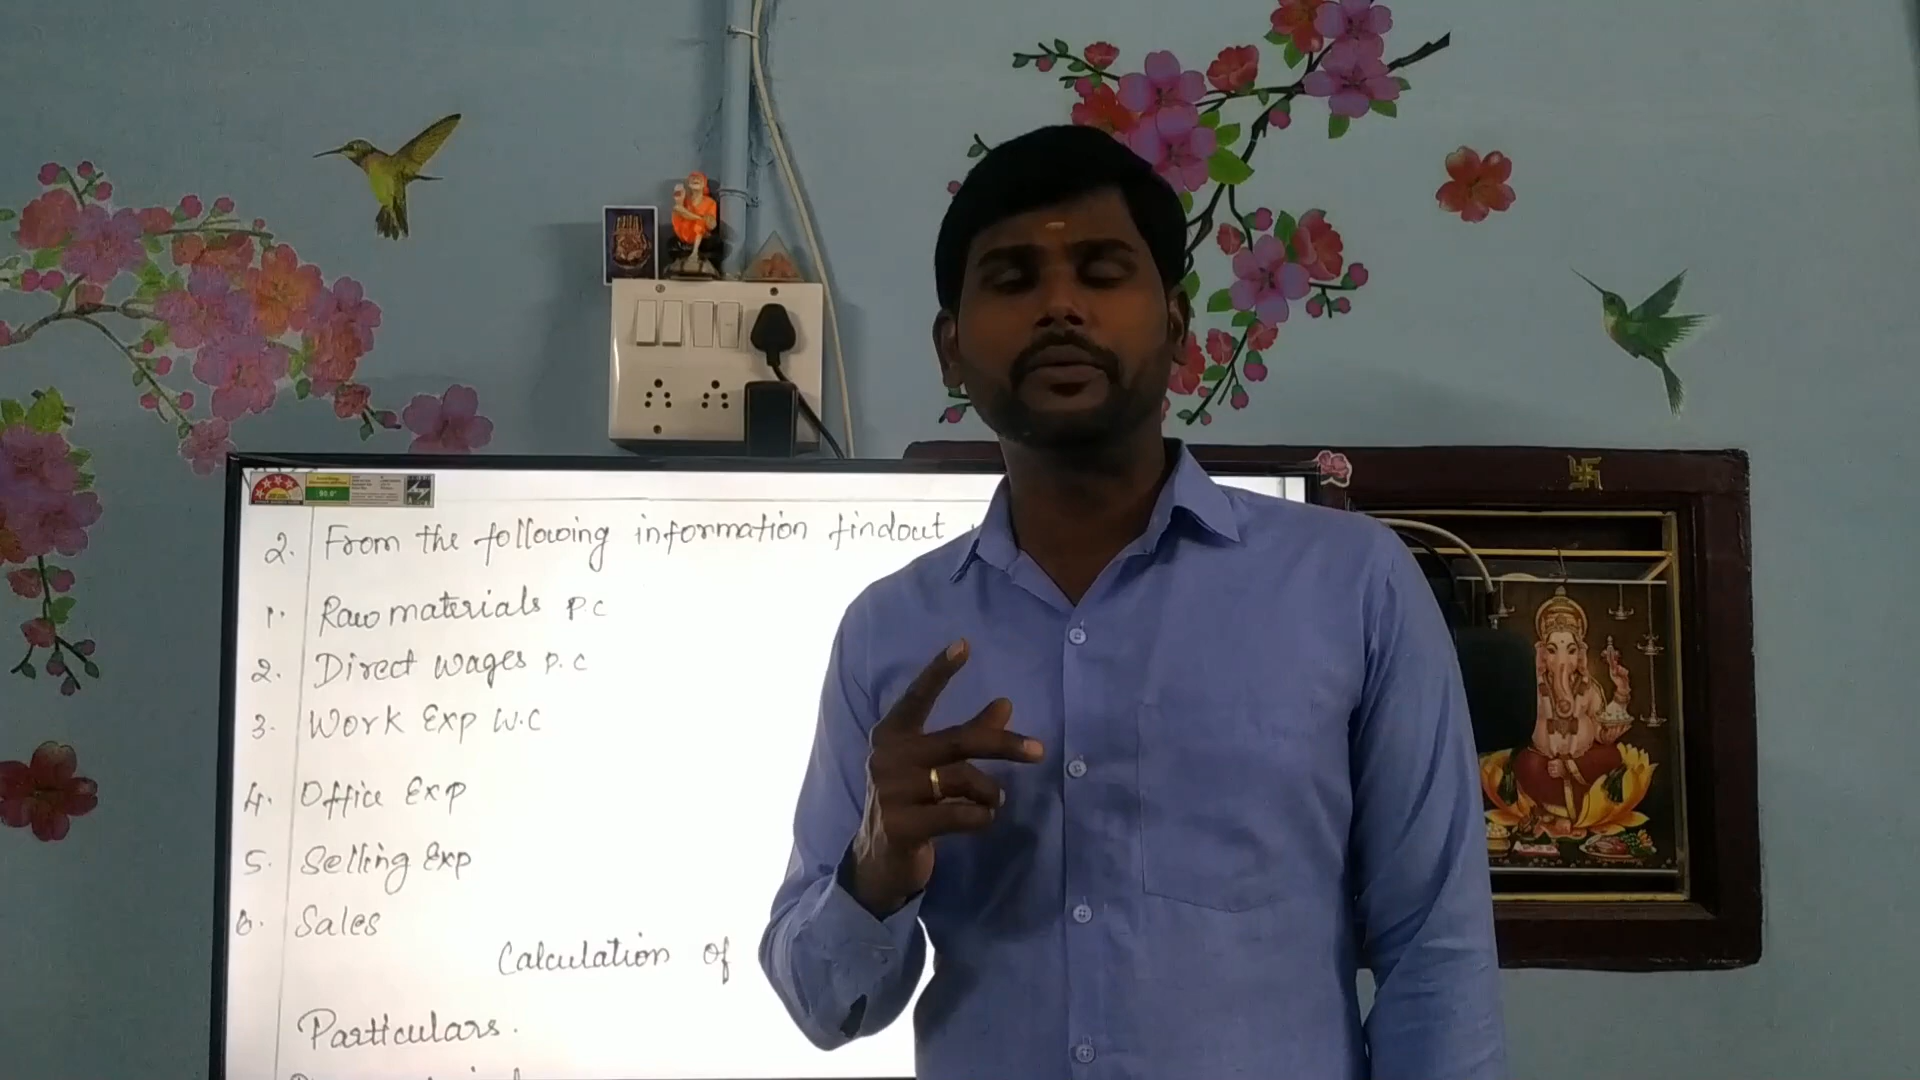 2. From the following information findout
1. Raw materials P.C
2. Direct wages P.C
3. Work Exp W.C
4. Office Exp
5. Selling Exp
6. Sales
Calculation of
Particulars.